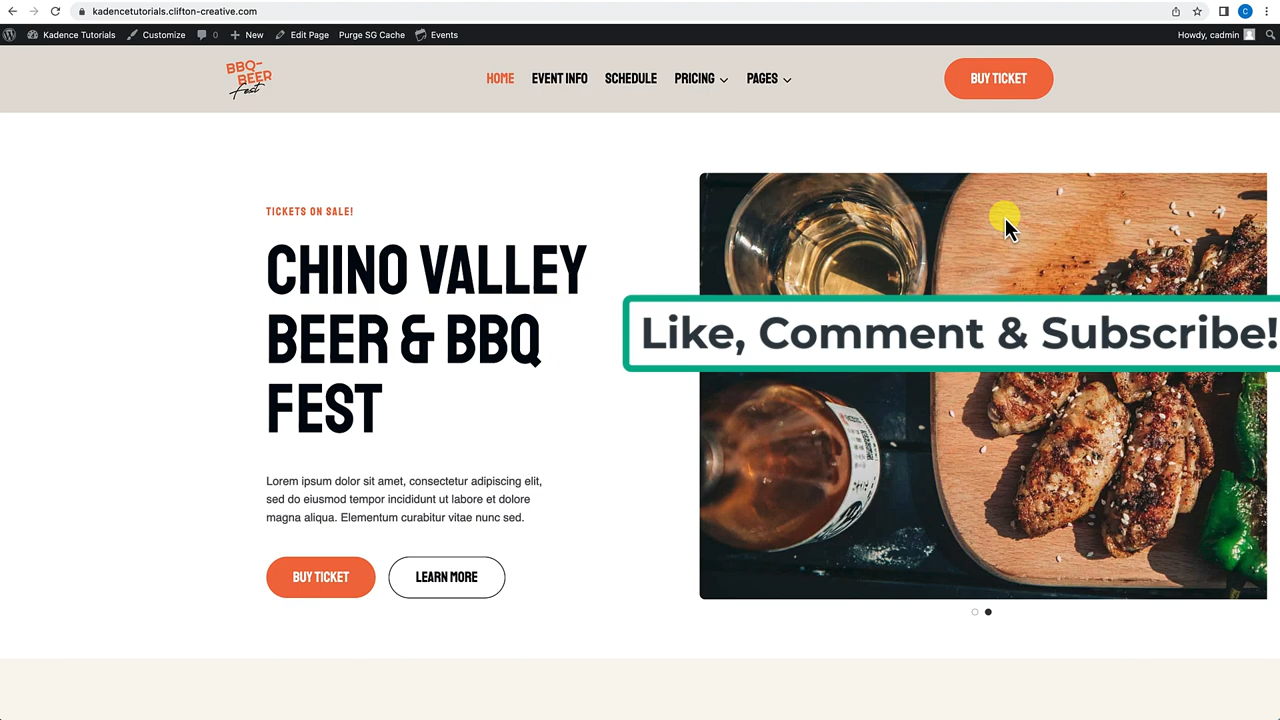 kadencetutorials.clifton-creative.com
C
Kadence Tutorials Customize 0 New Edit Page Purge SG Cache Events Howdy, cadmin
BBQ-
BEER
Fest
HOME EVENT INFO SCHEDULE PRICING PAGES BUY TICKET
TICKETS ON SALE!
CHINO VALLEY
BEER & BBQ
FEST
Like, Comment & Subscribe!
Lorem ipsum dolor sit amet, consectetur adipiscing elit,
sed do eiusmod tempor incididunt ut labore et dolore
magna aliqua. Elementum curabitur vitae nunc sed.
BUY TICKET LEARN MORE